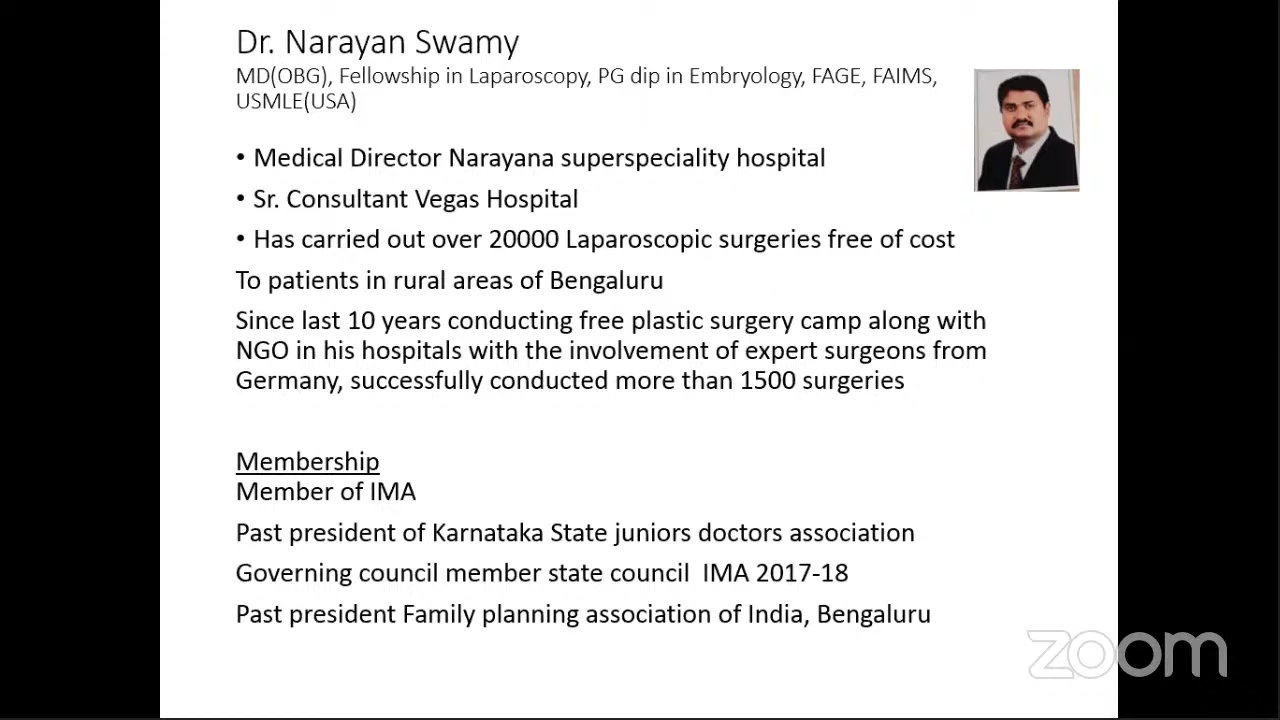 Dr. Narayan Swamy
MD(OBG), Fellowship in Laparoscopy, PG dip in Embryology, FAGE, FAIMS,
USMLE(USA)
• Medical Director Narayana superspeciality hospital
• Sr. Consultant Vegas Hospital
• Has carried out over 20000 Laparoscopic surgeries free of cost
To patients in rural areas of Bengaluru
Since last 10 years conducting free plastic surgery camp along with
NGO in his hospitals with the involvement of expert surgeons from
Germany, successfully conducted more than 1500 surgeries
Membership
Member of IMA
Past president of Karnataka State juniors doctors association
Governing council member state council IMA 2017-18
Past president Family planning association of India, Bengaluru
zoom